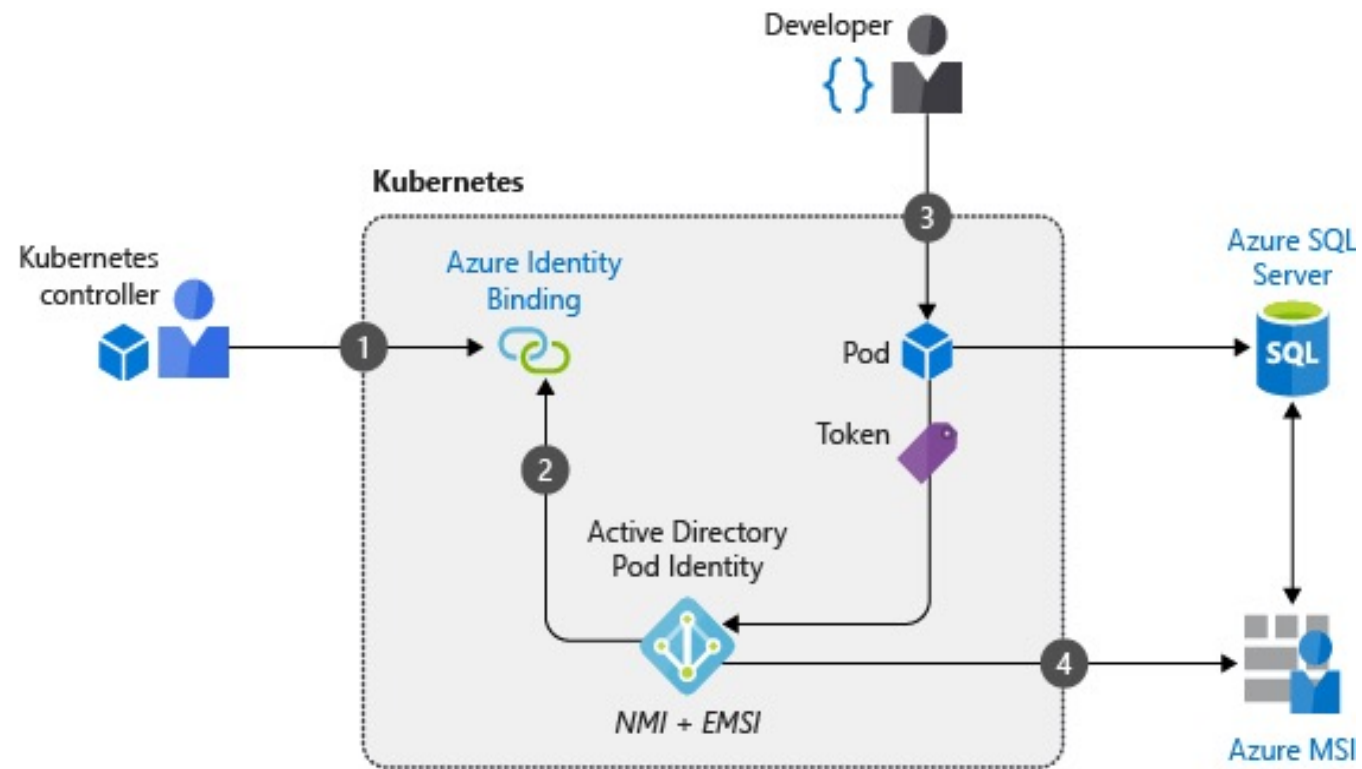 Developer
{ }
Kubernetes
3
Kubernetes
controller
Azure Identity
Binding
Azure SQL
Server
1
Pod
SQL
Token
2
Active Directory
Pod Identity
4
NMI + EMSI
Azure MSI